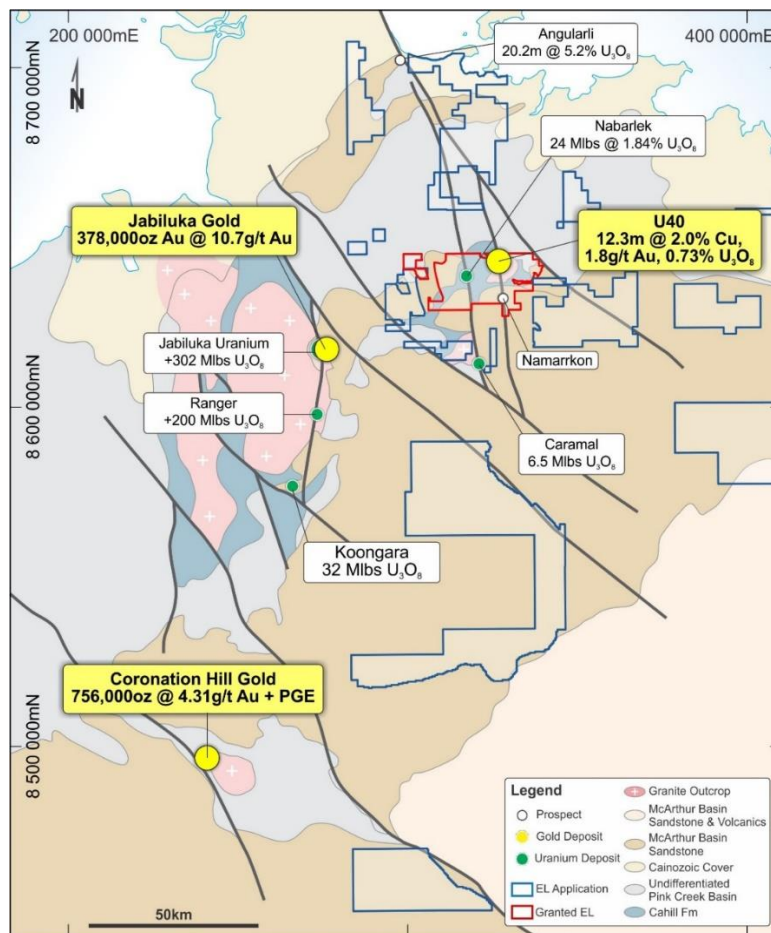 200 000mE
400 000mE
8 700 000mN
8 600 000mN
8 500 000mN
N
Angularli
20.2m @ 5.2% U₃O₈
Nabarlek
24 Mlbs @ 1.84% U₃O₈
Jabiluka Gold
378,000oz Au @ 10.7g/t Au
U40
12.3m @ 2.0% Cu,
1.8g/t Au, 0.73% U₃O₈
Jabiluka Uranium
+302 Mlbs U₃O₈
Namarrkon
Ranger
+200 Mlbs U₃O₈
Caramal
6.5 Mlbs U₃O₈
Koongara
32 Mlbs U₃O₈
Coronation Hill Gold
756,000oz @ 4.31g/t Au + PGE
50km
Legend
Prospect
Gold Deposit
Uranium Deposit
EL Application
Granted EL
Granite Outcrop
McArthur Basin
Sandstone & Volcanics
McArthur Basin
Sandstone
Cainozoic Cover
Undifferentiated
Pink Creek Basin
Cahill Fm